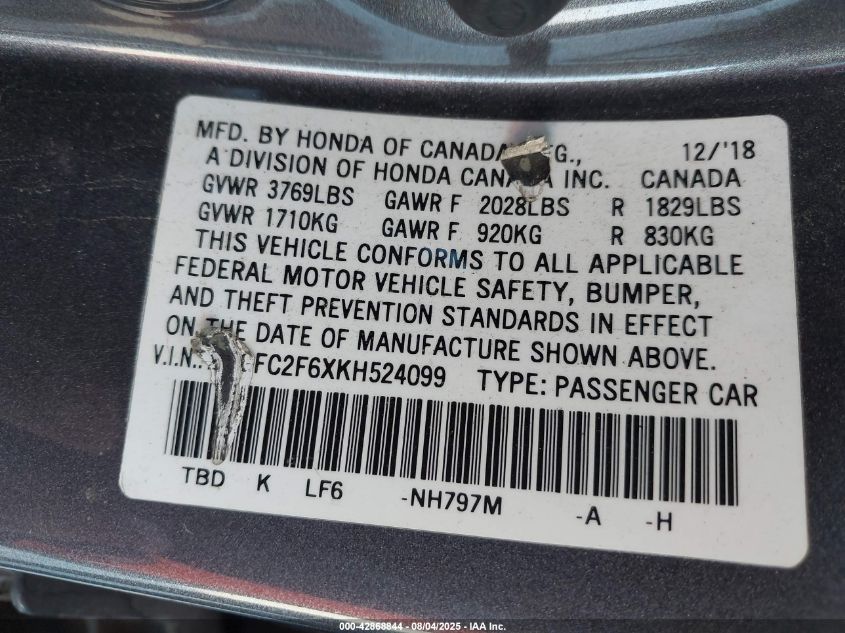 MFD. BY HONDA OF CANADA G., 12/'18
A DIVISION OF HONDA CANADA INC. CANADA
GVWR 3769LBS GAWR F 2028LBS R 1829LBS
GVWR 1710KG GAWR F 920KG R 830KG
THIS VEHICLE CONFORMS TO ALL APPLICABLE
FEDERAL MOTOR VEHICLE SAFETY, BUMPER,
AND THEFT PREVENTION STANDARDS IN EFFECT
ON THE DATE OF MANUFACTURE SHOWN ABOVE.
V.I.N.: FC2F6XKH524099 TYPE: PASSENGER CAR
TBD K LF6 -NH797M -A -H
000-42868844 - 08/04/2025 - IAA Inc.